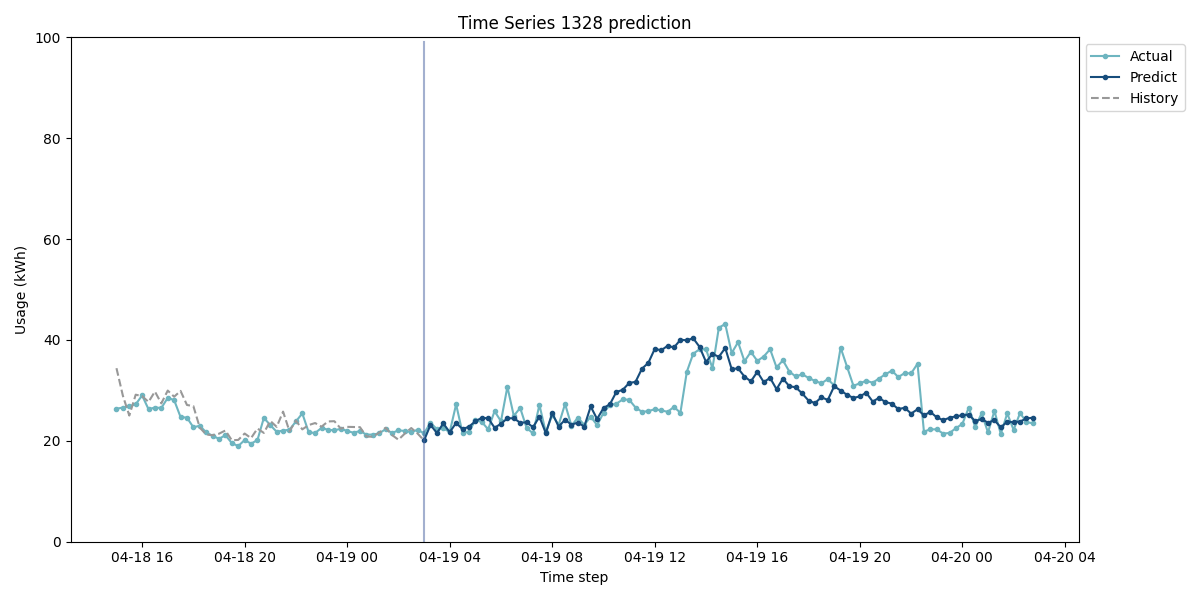 Time Series 1328 prediction
100
80
60
40
20
0
Usage (kWh)
04-18 16
04-18 20
04-19 00
04-19 04
04-19 08
04-19 12
04-19 16
04-19 20
04-20 00
04-20 04
Time step
Actual
Predict
History